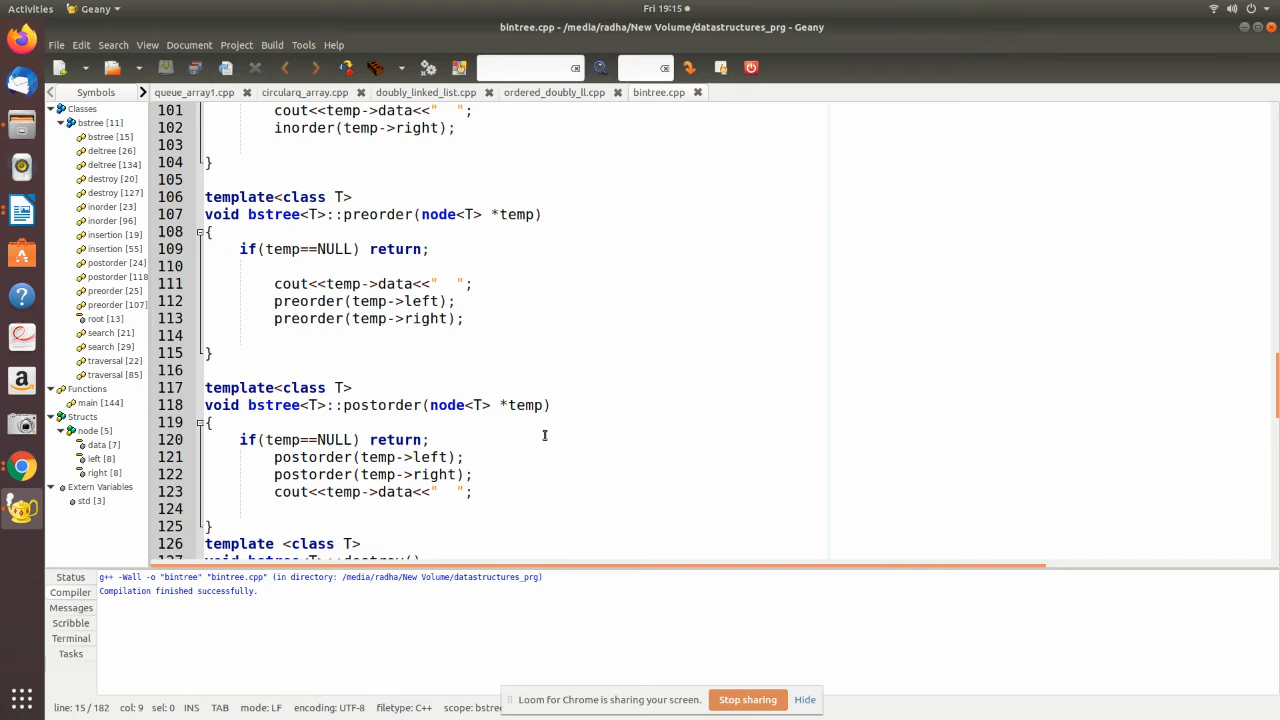 Activities Geany Fri 19:15
bintree.cpp - /media/radha/New Volume/datastructures_prg - Geany
File Edit Search View Document Project Build Tools Help
Symbols queue_array1.cpp circularq_array.cpp doubly_linked_list.cpp ordered_doubly_ll.cpp bintree.cpp
Classes
bstree [11]
bstree [15]
deltree [26]
deltree [134]
destroy [20]
destroy [127]
inorder [23]
inorder [96]
insertion [19]
insertion [55]
postorder [24]
postorder [118
preorder [25]
preorder [107]
root [13]
search [21]
search [29]
traversal [22]
traversal [85]
Functions
main [144]
Structs
node [5]
data [7]
left [8]
right [8]
Extern Variables
std [3]
101 cout<<temp->data<<"  ";
102 inorder(temp->right);
103
104 }
105
106 template<class T>
107 void bstree<T>::preorder(node<T> *temp)
108 {
109 if(temp==NULL) return;
110
111 cout<<temp->data<<"  ";
112 preorder(temp->left);
113 preorder(temp->right);
114
115 }
116
117 template<class T>
118 void bstree<T>::postorder(node<T> *temp)
119 {
120 if(temp==NULL) return;
121 postorder(temp->left);
122 postorder(temp->right);
123 cout<<temp->data<<"  ";
124
125 }
126 template <class T>
127 void bstree<T>::destroy()
Status
Compiler
Messages
Scribble
Terminal
Tasks
g++ -Wall -o "bintree" "bintree.cpp" (in directory: /media/radha/New Volume/datastructures_prg)
Compilation finished successfully.
Loom for Chrome is sharing your screen. Stop sharing Hide
line: 15 / 182 col: 9 sel: 0 INS TAB mode: LF encoding: UTF-8 filetype: C++ scope: bstree